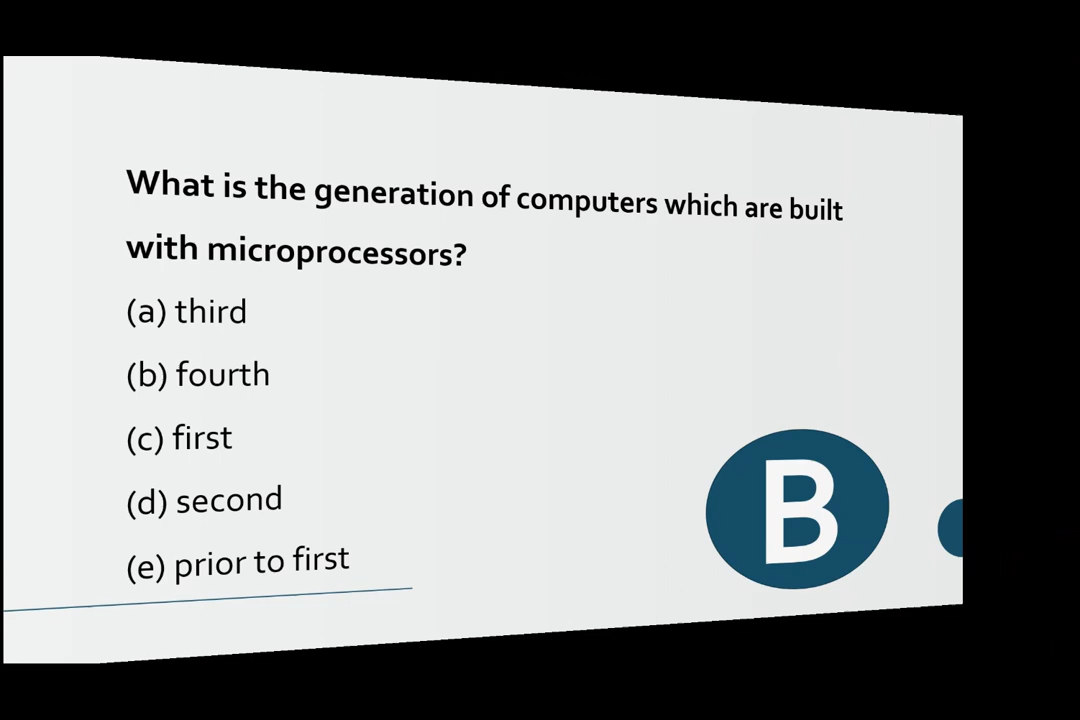 What is the generation of computers which are built
with microprocessors?
(a) third
(b) fourth
(c) first
(d) second
(e) prior to first
B